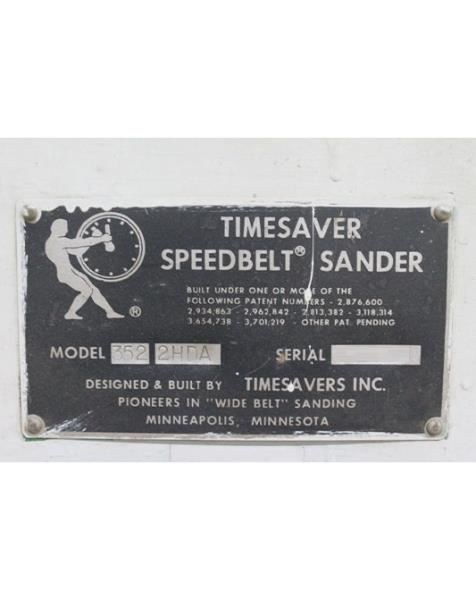 TIMESAVER
SPEEDBELT® SANDER
BUILT UNDER ONE OR MORE OF THE
FOLLOWING PATENT NUMBERS - 2,876,600
2,934,863 - 2,962,842 - 2,813,382 - 3,118,314
3,654,738 - 3,701,219 - OTHER PAT. PENDING
®
MODEL 352 2HDA SERIAL
DESIGNED & BUILT BY TIMESAVERS INC.
PIONEERS IN "WIDE BELT" SANDING
MINNEAPOLIS, MINNESOTA